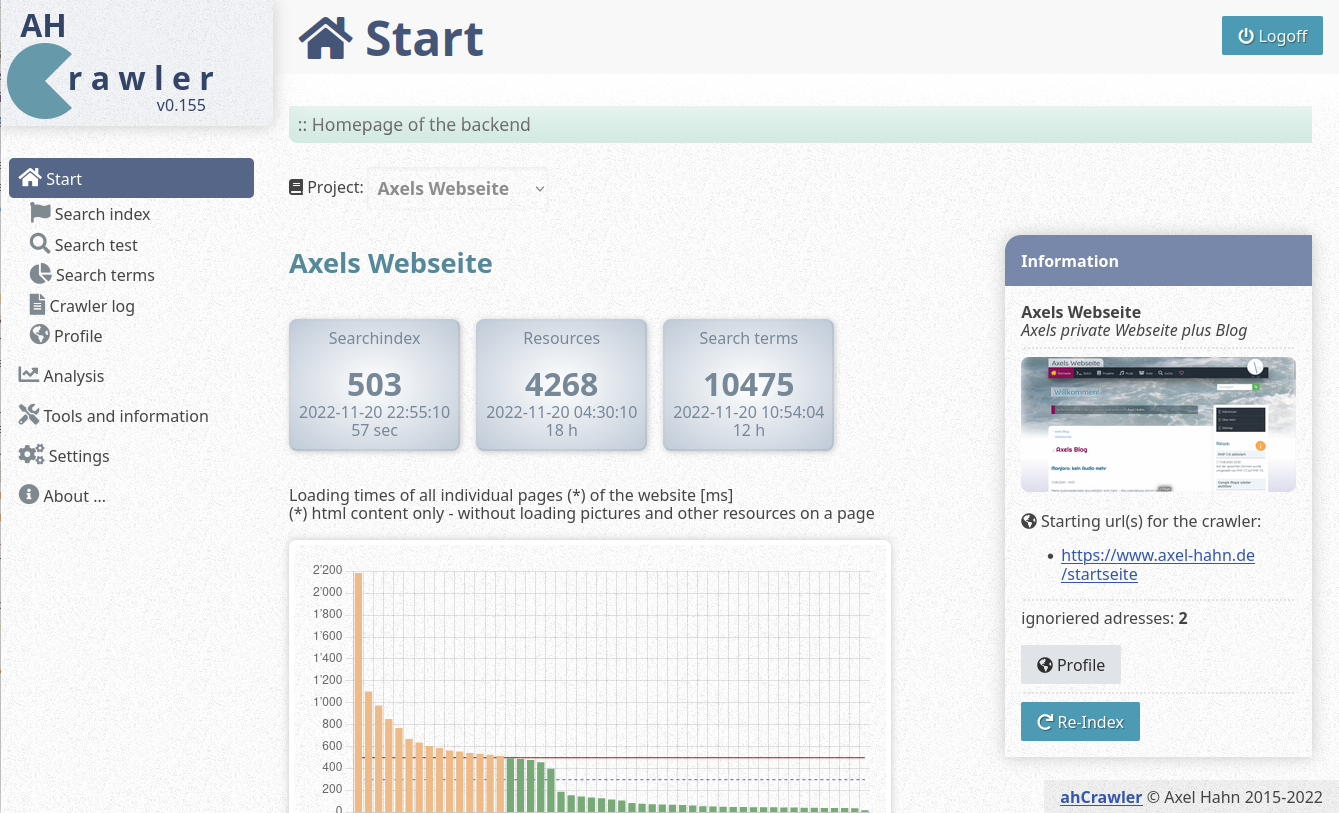 AH
rawler
v0.155
Start
Logoff
:: Homepage of the backend
Start
Search index
Search test
Search terms
Crawler log
Profile
Analysis
Tools and information
Settings
About ...
Project: Axels Webseite
Axels Webseite
Searchindex
503
2022-11-20 22:55:10
57 sec
Resources
4268
2022-11-20 04:30:10
18 h
Search terms
10475
2022-11-20 10:54:04
12 h
Loading times of all individual pages (*) of the website [ms]
(*) html content only - without loading pictures and other resources on a page
2'200
2'000
1'800
1'600
1'400
1'200
1'000
800
600
400
200
0
Information
Axels Webseite
Axels private Webseite plus Blog
Axels Webseite
Willkommen!
Axels Blog
Manjaro: kein Audio mehr
Starting url(s) for the crawler:
https://www.axel-hahn.de
/startseite
ignoriered adresses: 2
Profile
Re-Index
ahCrawler © Axel Hahn 2015-2022